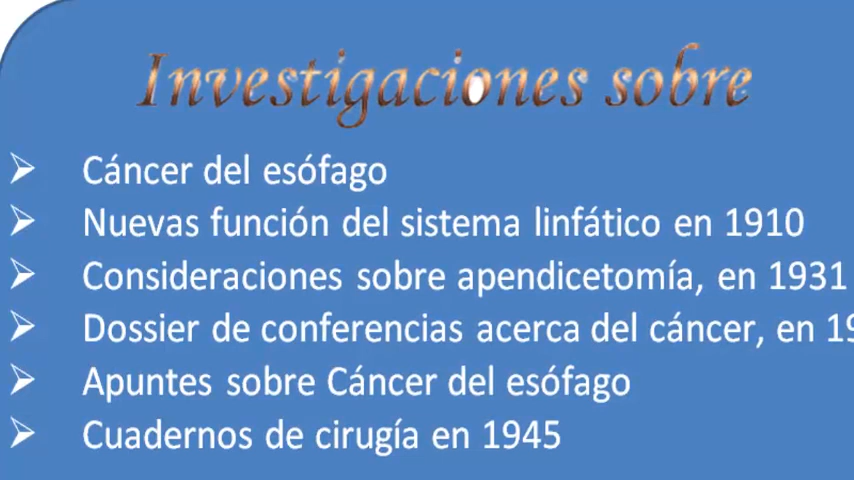 Investigaciones sobre
Cáncer del esófago
Nuevas función del sistema linfático en 1910
Consideraciones sobre apendicetomía, en 1931
Dossier de conferencias acerca del cáncer, en
Apuntes sobre Cáncer del esófago
Cuadernos de cirugía en 1945